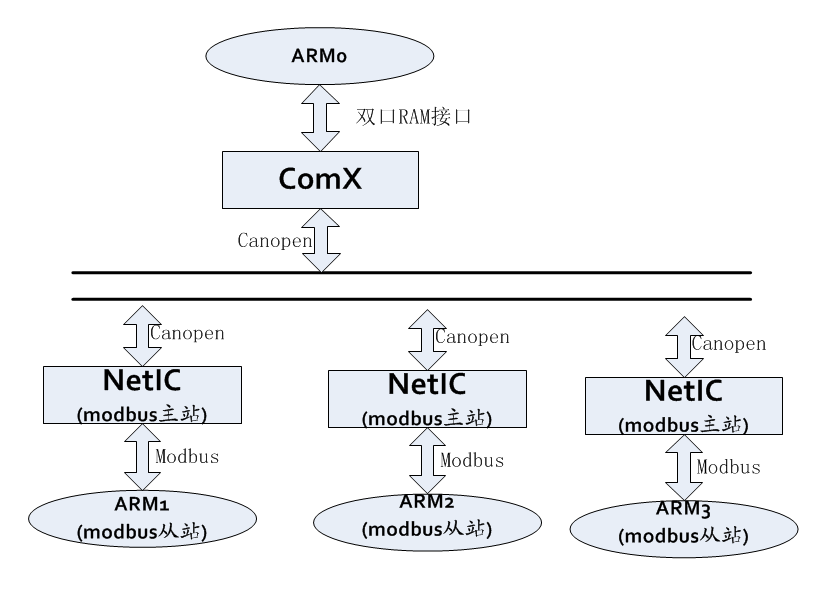 ARM0
双口RAM接口
ComX
Canopen
Canopen
Canopen
Canopen
NetIC
(modbus主站)
NetIC
(modbus主站)
NetIC
(modbus主站)
Modbus
Modbus
Modbus
ARM1
(modbus从站)
ARM2
(modbus从站)
ARM3
(modbus从站)